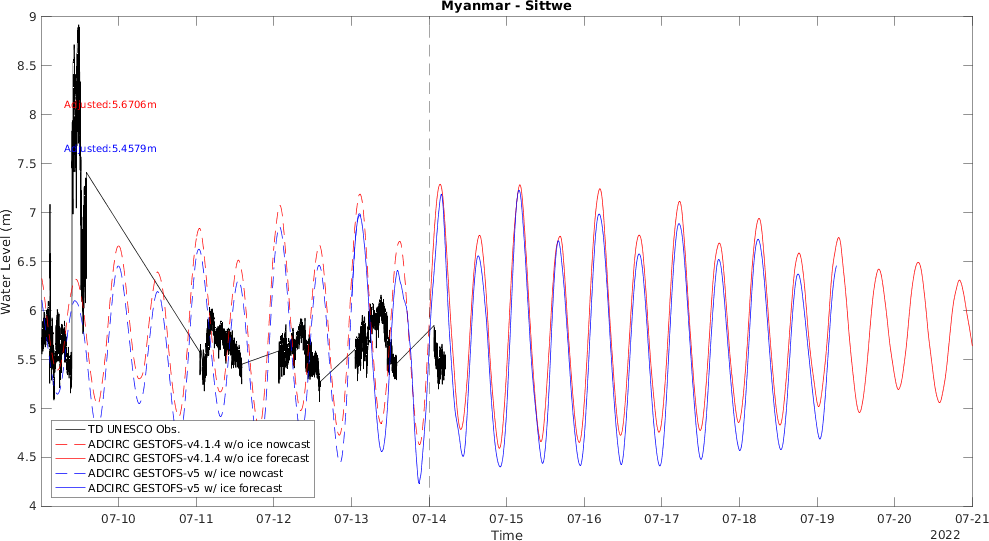 Myanmar - Sittwe
Water Level (m)
9
8.5
8
7.5
7
6.5
6
5.5
5
4.5
4
Adjusted:5.6706m
Adjusted:5.4579m
TD UNESCO Obs.
ADCIRC GESTOFS-v4.1.4 w/o ice nowcast
ADCIRC GESTOFS-v4.1.4 w/o ice forecast
ADCIRC GESTOFS-v5 w/ ice nowcast
ADCIRC GESTOFS-v5 w/ ice forecast
07-10 07-11 07-12 07-13 07-14 07-15 07-16 07-17 07-18 07-19 07-20 07-21
Time 2022